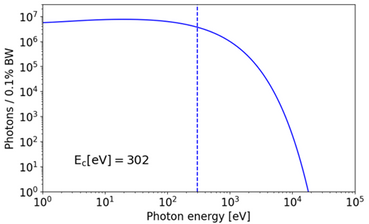 Photons / 0.1% BW
10⁷
10⁶
10⁵
10⁴
10³
10²
10¹
10⁰
E_c[eV] = 302
10⁰ 10¹ 10² 10³ 10⁴ 10⁵
Photon energy [eV]